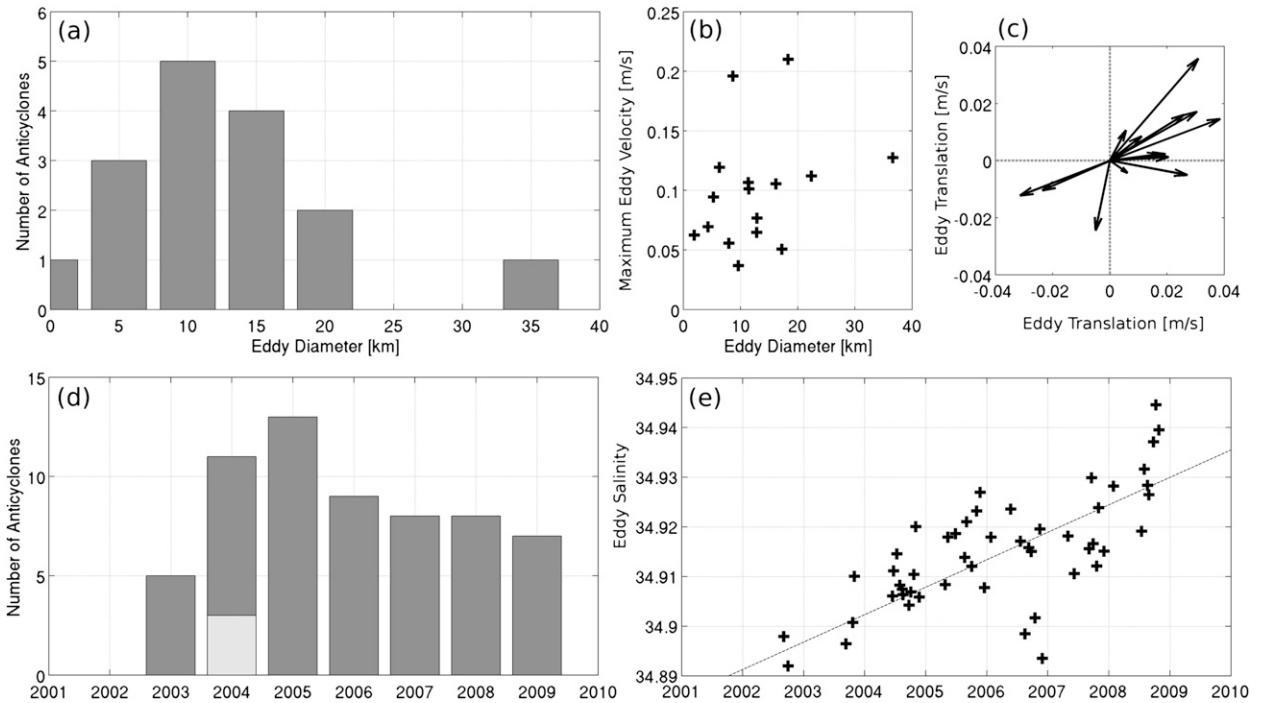 (a)
Number of Anticyclones
6
5
4
3
2
1
0
0 5 10 15 20 25 30 35 40
Eddy Diameter [km]
(b)
Maximum Eddy Velocity [m/s]
0.25
0.2
0.15
0.1
0.05
0
0 10 20 30 40
Eddy Diameter [km]
(c)
Eddy Translation [m/s]
0.04
0.02
0
-0.02
-0.04
-0.04 -0.02 0 0.02 0.04
Eddy Translation [m/s]
(d)
Number of Anticyclones
15
10
5
0
2001 2002 2003 2004 2005 2006 2007 2008 2009 2010
(e)
Eddy Salinity
34.95
34.94
34.93
34.92
34.91
34.9
34.89
2001 2002 2003 2004 2005 2006 2007 2008 2009 2010